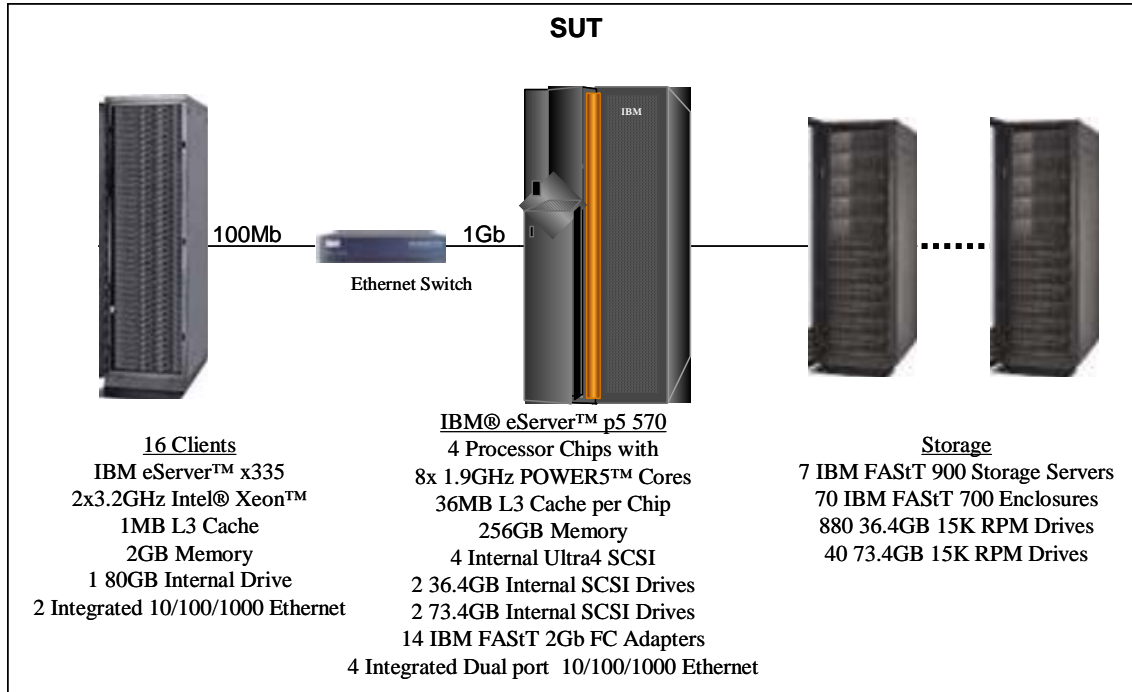 SUT
IBM
100Mb
1Gb
Ethernet Switch
16 Clients
IBM eServer™ x335
2x3.2GHz Intel® Xeon™
1MB L3 Cache
2GB Memory
1 80GB Internal Drive
2 Integrated 10/100/1000 Ethernet
IBM® eServer™ p5 570
4 Processor Chips with
8x 1.9GHz POWER5™ Cores
36MB L3 Cache per Chip
256GB Memory
4 Internal Ultra4 SCSI
2 36.4GB Internal SCSI Drives
2 73.4GB Internal SCSI Drives
14 IBM FAStT 2Gb FC Adapters
4 Integrated Dual port 10/100/1000 Ethernet
Storage
7 IBM FAStT 900 Storage Servers
70 IBM FAStT 700 Enclosures
880 36.4GB 15K RPM Drives
40 73.4GB 15K RPM Drives